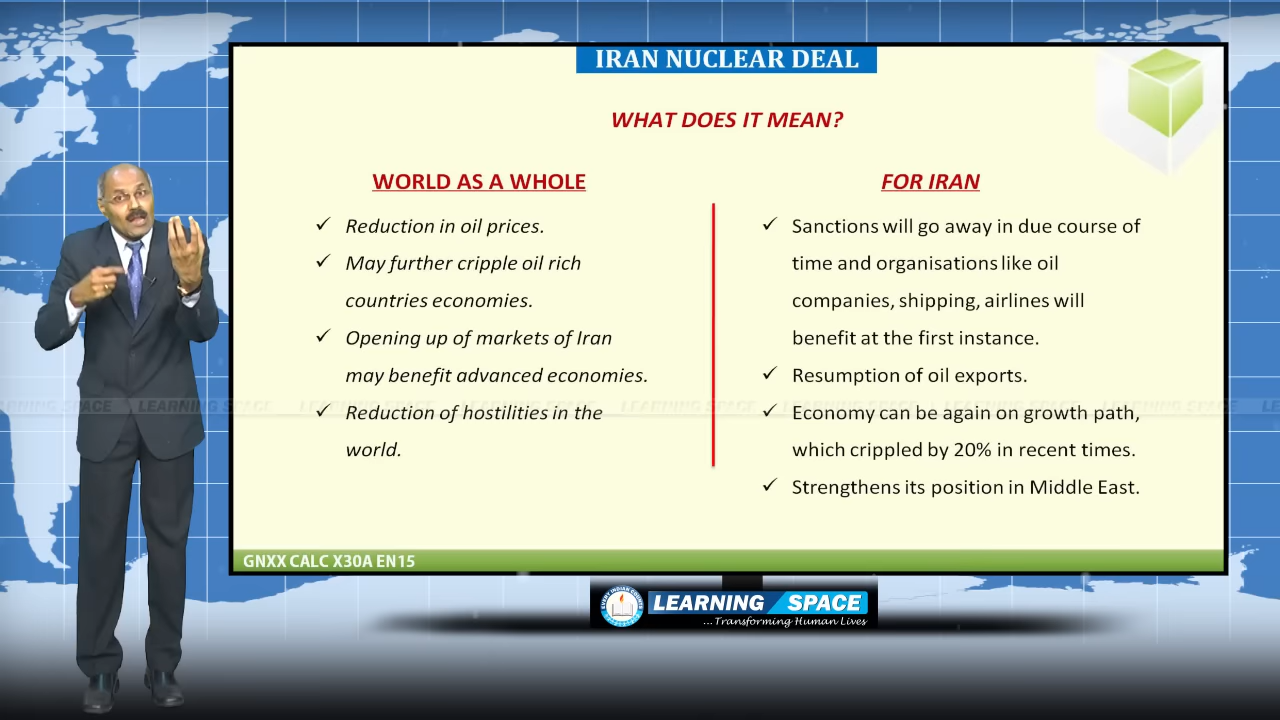 IRAN NUCLEAR DEAL
WHAT DOES IT MEAN?
WORLD AS A WHOLE
✓ Reduction in oil prices.
✓ May further cripple oil rich
countries economies.
✓ Opening up of markets of Iran
may benefit advanced economies.
✓ Reduction of hostilities in the
world.
FOR IRAN
✓ Sanctions will go away in due course of
time and organisations like oil
companies, shipping, airlines will
benefit at the first instance.
✓ Resumption of oil exports.
✓ Economy can be again on growth path,
which crippled by 20% in recent times.
✓ Strengthens its position in Middle East.
LEARNING SPACE
GNXX CALC X30A EN15
LEARNING SPACE
...Transforming Human Lives